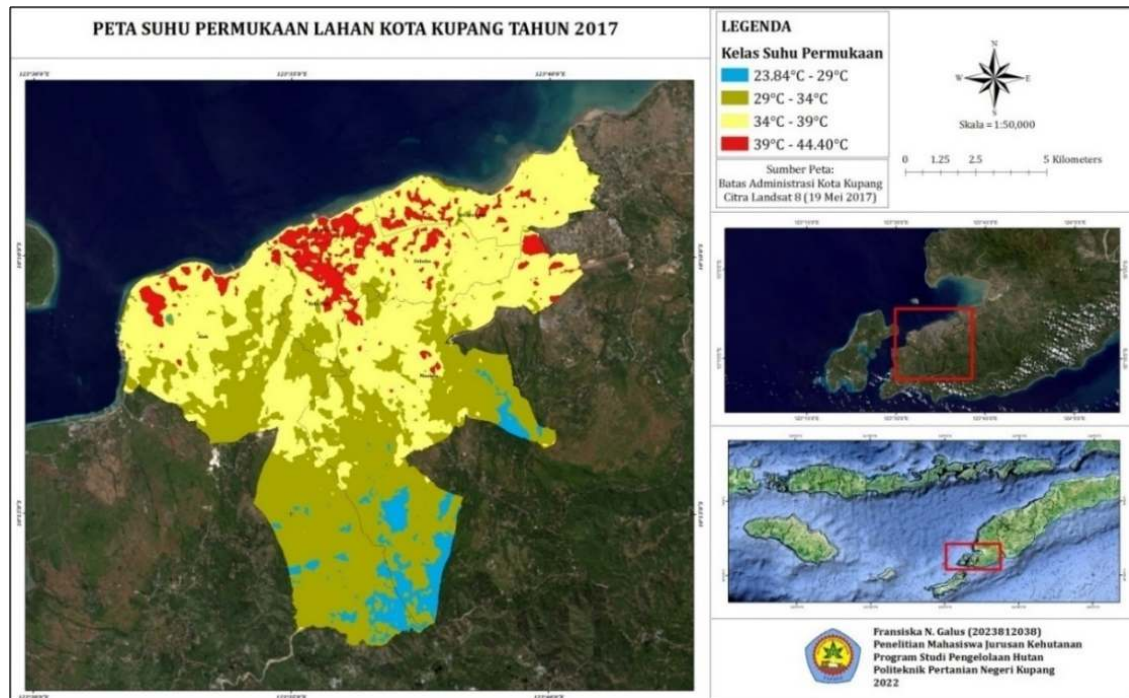 PETA SUHU PERMUKAAN LAHAN KOTA KUPANG TAHUN 2017
LEGENDA
Kelas Suhu Permukaan
23.84°C - 29°C
29°C - 34°C
34°C - 39°C
39°C - 44.40°C
N
W
E
S
Skala = 1:50,000
0 1.25 2.5 5 Kilometers
Sumber Peta:
Batas Administrasi Kota Kupang
Citra Landsat 8 (19 Mei 2017)
Fransiska N. Galus (2023812038)
Penelitian Mahasiswa Jurusan Kehutanan
Program Studi Pengelolaan Hutan
Politeknik Pertanian Negeri Kupang
2022